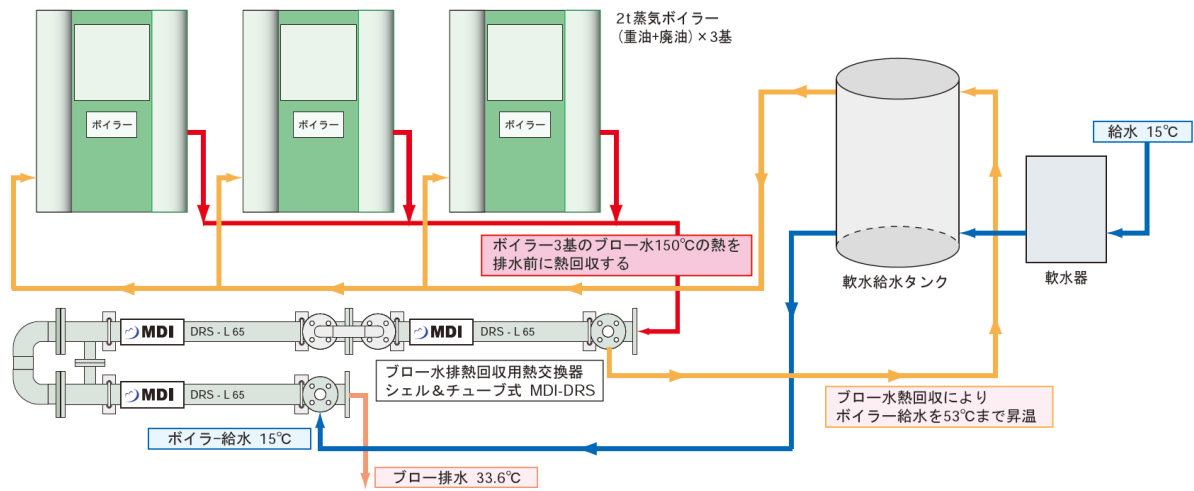 2t蒸気ボイラー
(重油+廃油)×3基
ボイラー
ボイラー
ボイラー
給水 15℃
ボイラー3基のブロー水150℃の熱を
排水前に熱回収する
軟水給水タンク
軟水器
MDI DRS-L65
MDI DRS-L65
ブロー水排熱回収用熱交換器
シェル&チューブ式 MDI-DRS
MDI DRS-L65
ブロー水熱回収により
ボイラー給水を53℃まで昇温
ボイラー給水 15℃
ブロー排水 33.6℃